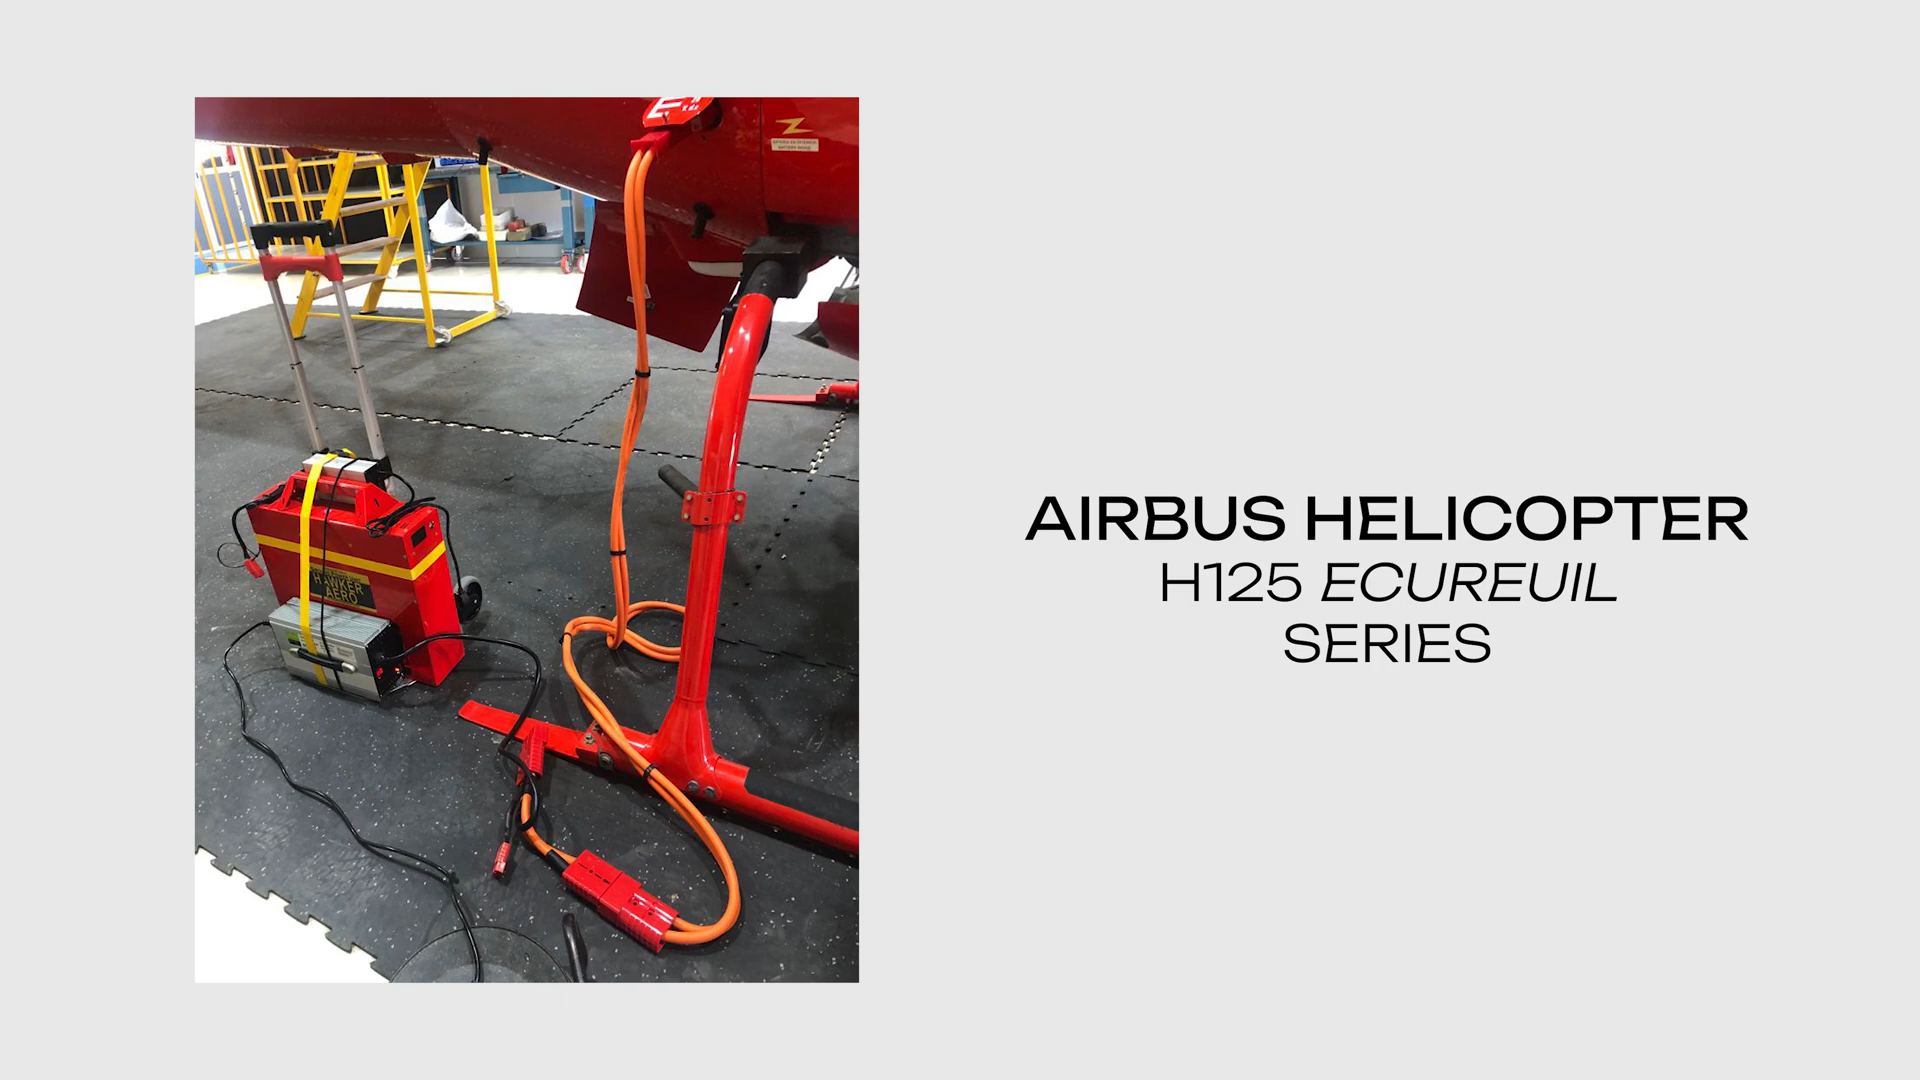 HAWKER
AERO
AIRBUS HELICOPTER
H125 ECUREUIL
SERIES